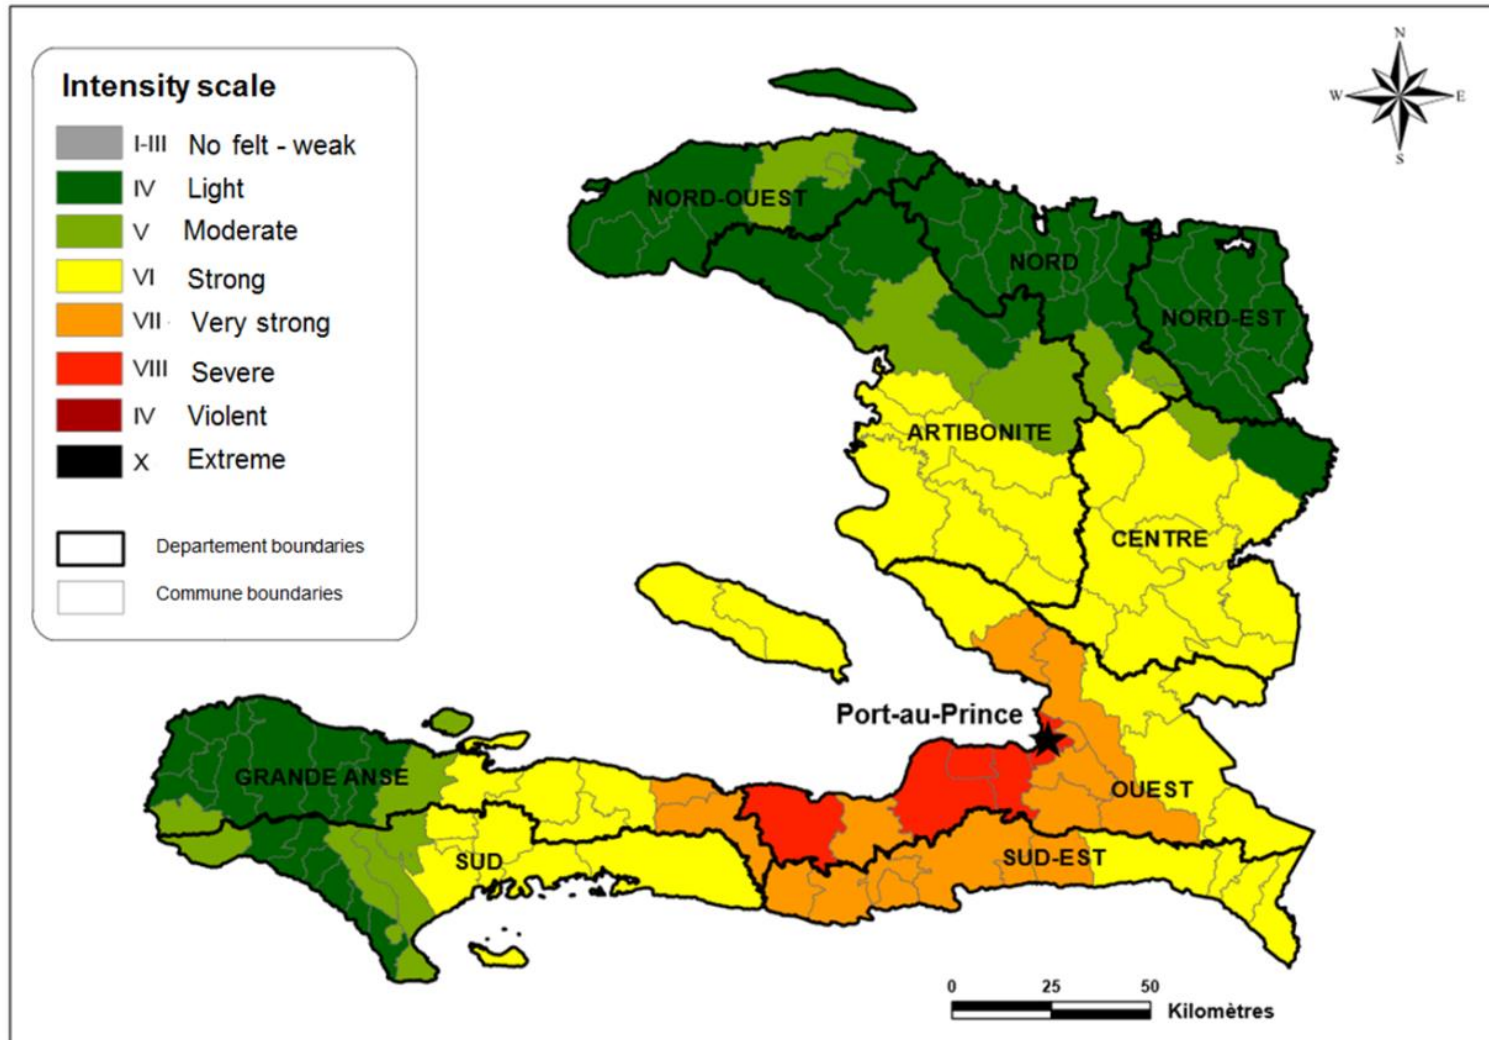 Intensity scale
I-III No felt - weak
IV Light
V Moderate
VI Strong
VII Very strong
VIII Severe
IV Violent
X Extreme
Departement boundaries
Commune boundaries
N
W E
S
NORD-OUEST
NORD
NORD-EST
ARTIBONITE
CENTRE
Port-au-Prince
GRANDE ANSE
OUEST
SUD
SUD-EST
0 25 50
Kilomètres